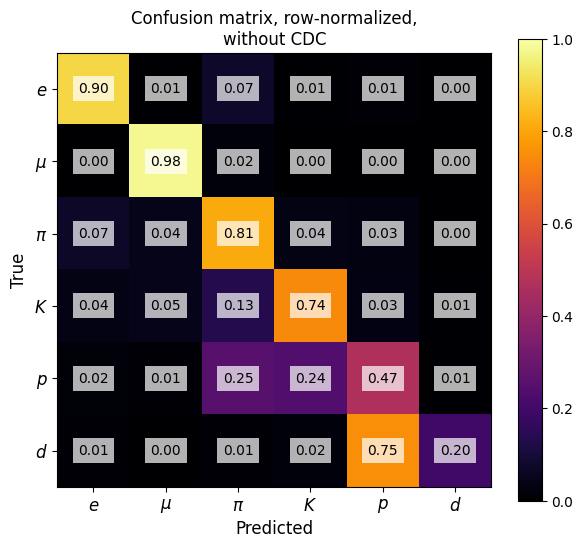 Confusion matrix, row-normalized,
without CDC
1.0
e 0.90 0.01 0.07 0.01 0.01 0.00
μ 0.00 0.98 0.02 0.00 0.00 0.00
0.8
π 0.07 0.04 0.81 0.04 0.03 0.00
0.6
True
K 0.04 0.05 0.13 0.74 0.03 0.01
0.4
p 0.02 0.01 0.25 0.24 0.47 0.01
0.2
d 0.01 0.00 0.01 0.02 0.75 0.20
0.0
e μ π K p d
Predicted